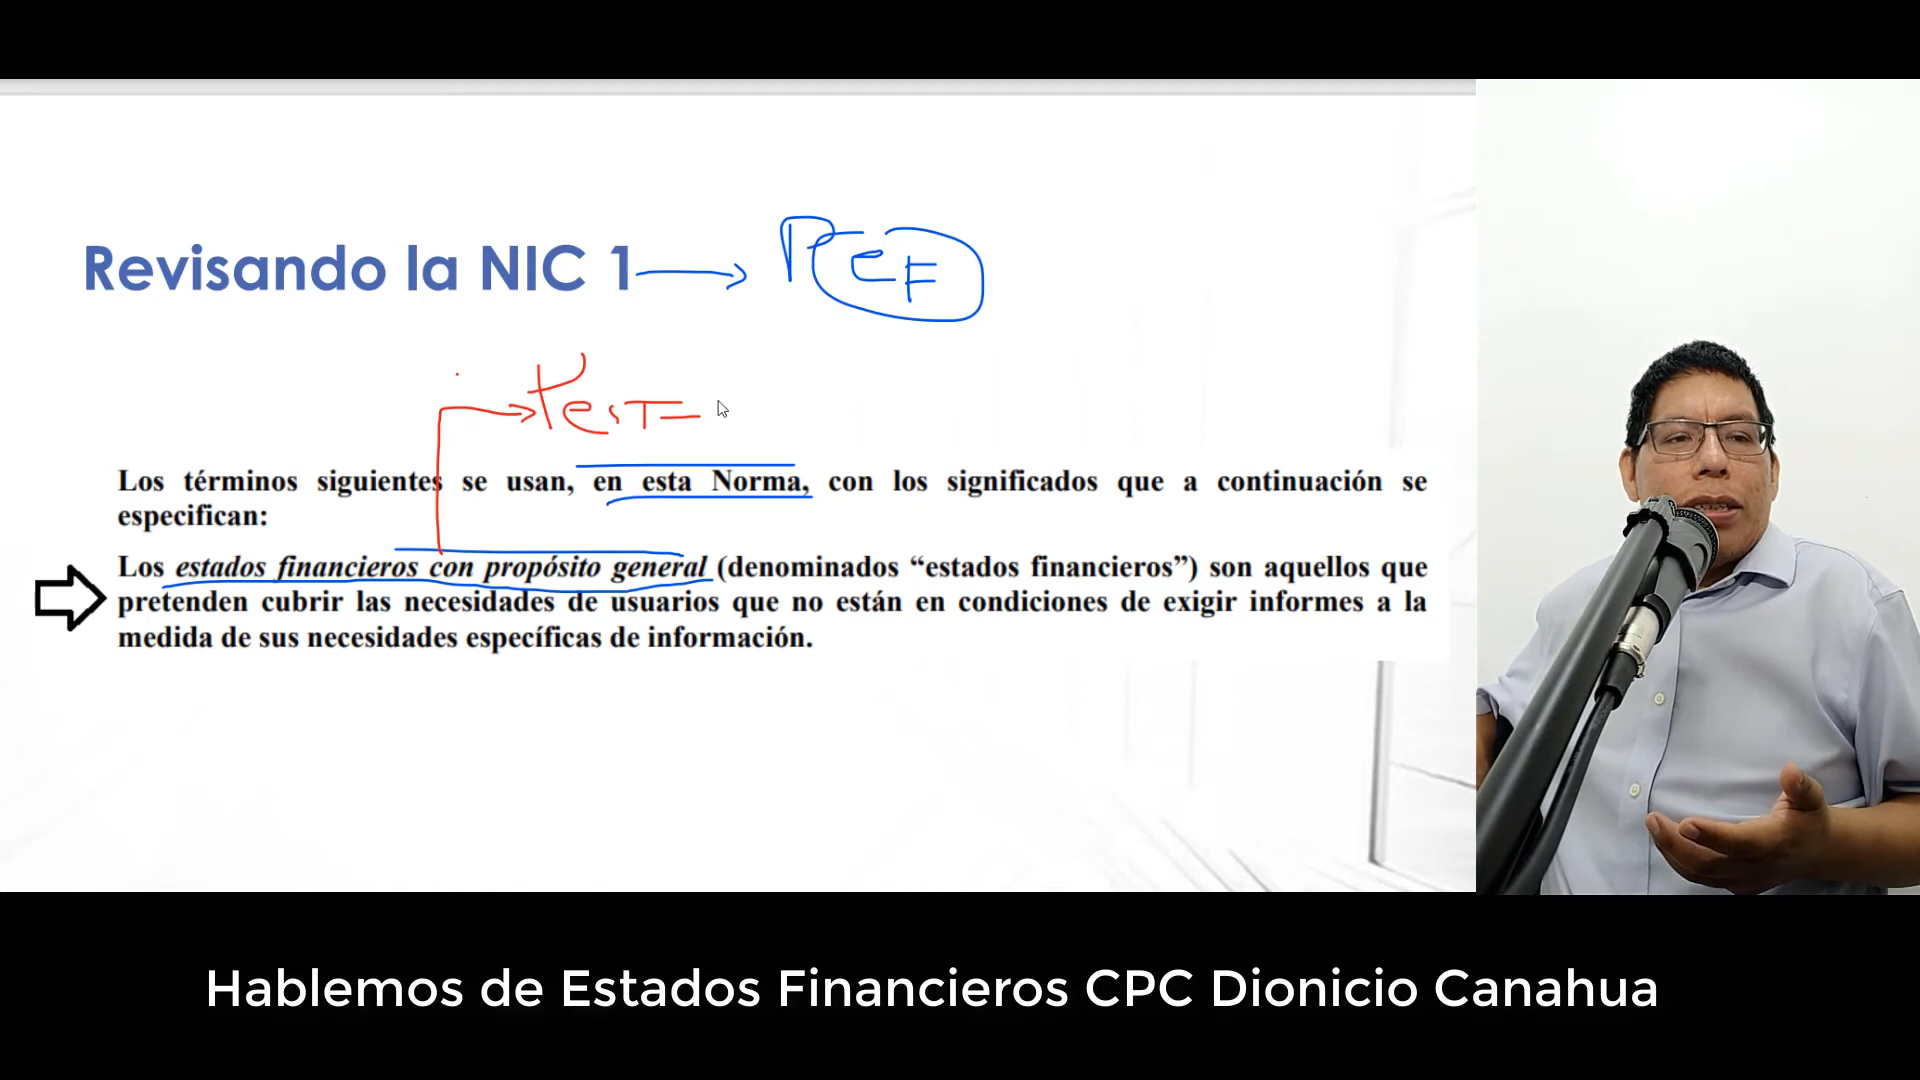 Revisando la NIC 1 PEF
Los términos siguientes se usan, en esta Norma, con los significados que a continuación se
especifican:
Los estados financieros con propósito general (denominados “estados financieros”) son aquellos que
pretenden cubrir las necesidades de usuarios que no están en condiciones de exigir informes a la
medida de sus necesidades específicas de información.
Hablemos de Estados Financieros CPC Dionicio Canahua